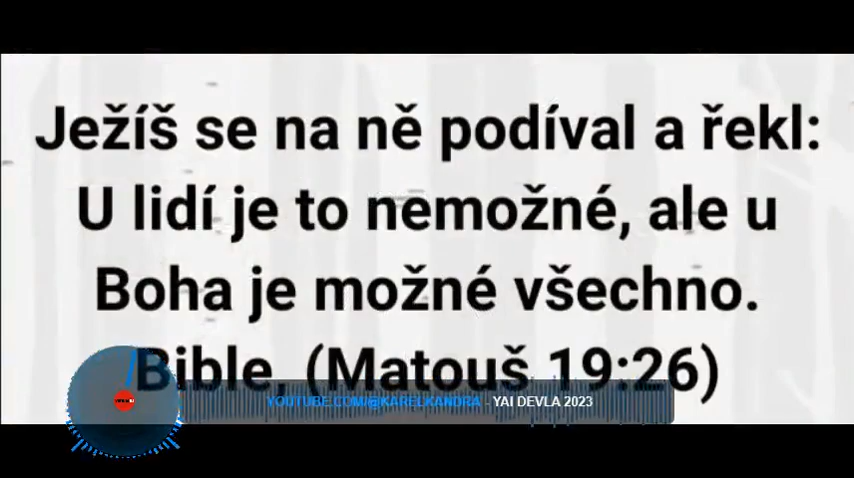 Ježíš se na ně podíval a řekl:
U lidí je to nemožné, ale u
Boha je možné všechno.
Bible, (Matouš 19:26)
YOUTUBE.COM/@KARELKANDRA - YAI DEVLA 2023